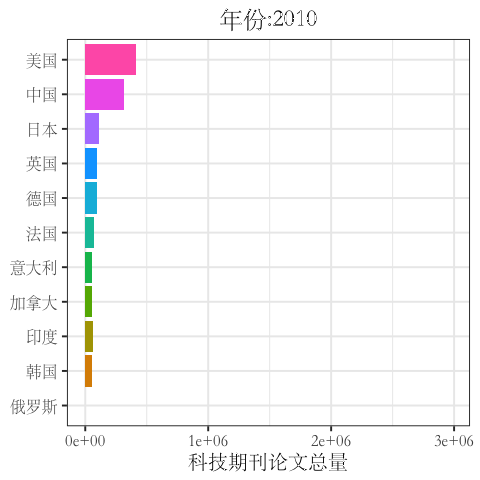 年份:2010
美国
中国
日本
英国
德国
法国
意大利
加拿大
印度
韩国
俄罗斯
0e+00 1e+06 2e+06 3e+06
科技期刊论文总量